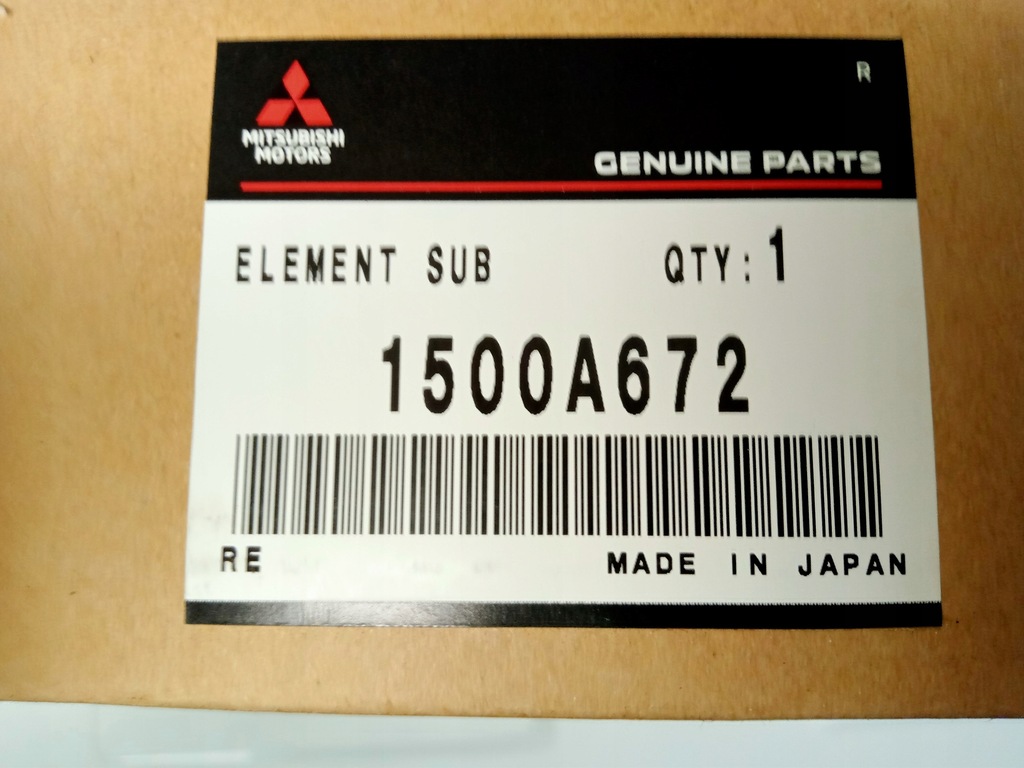 R
MITSUBISHI
MOTORS
GENUINE PARTS
ELEMENT SUB QTY: 1
1500A672
RE MADE IN JAPAN